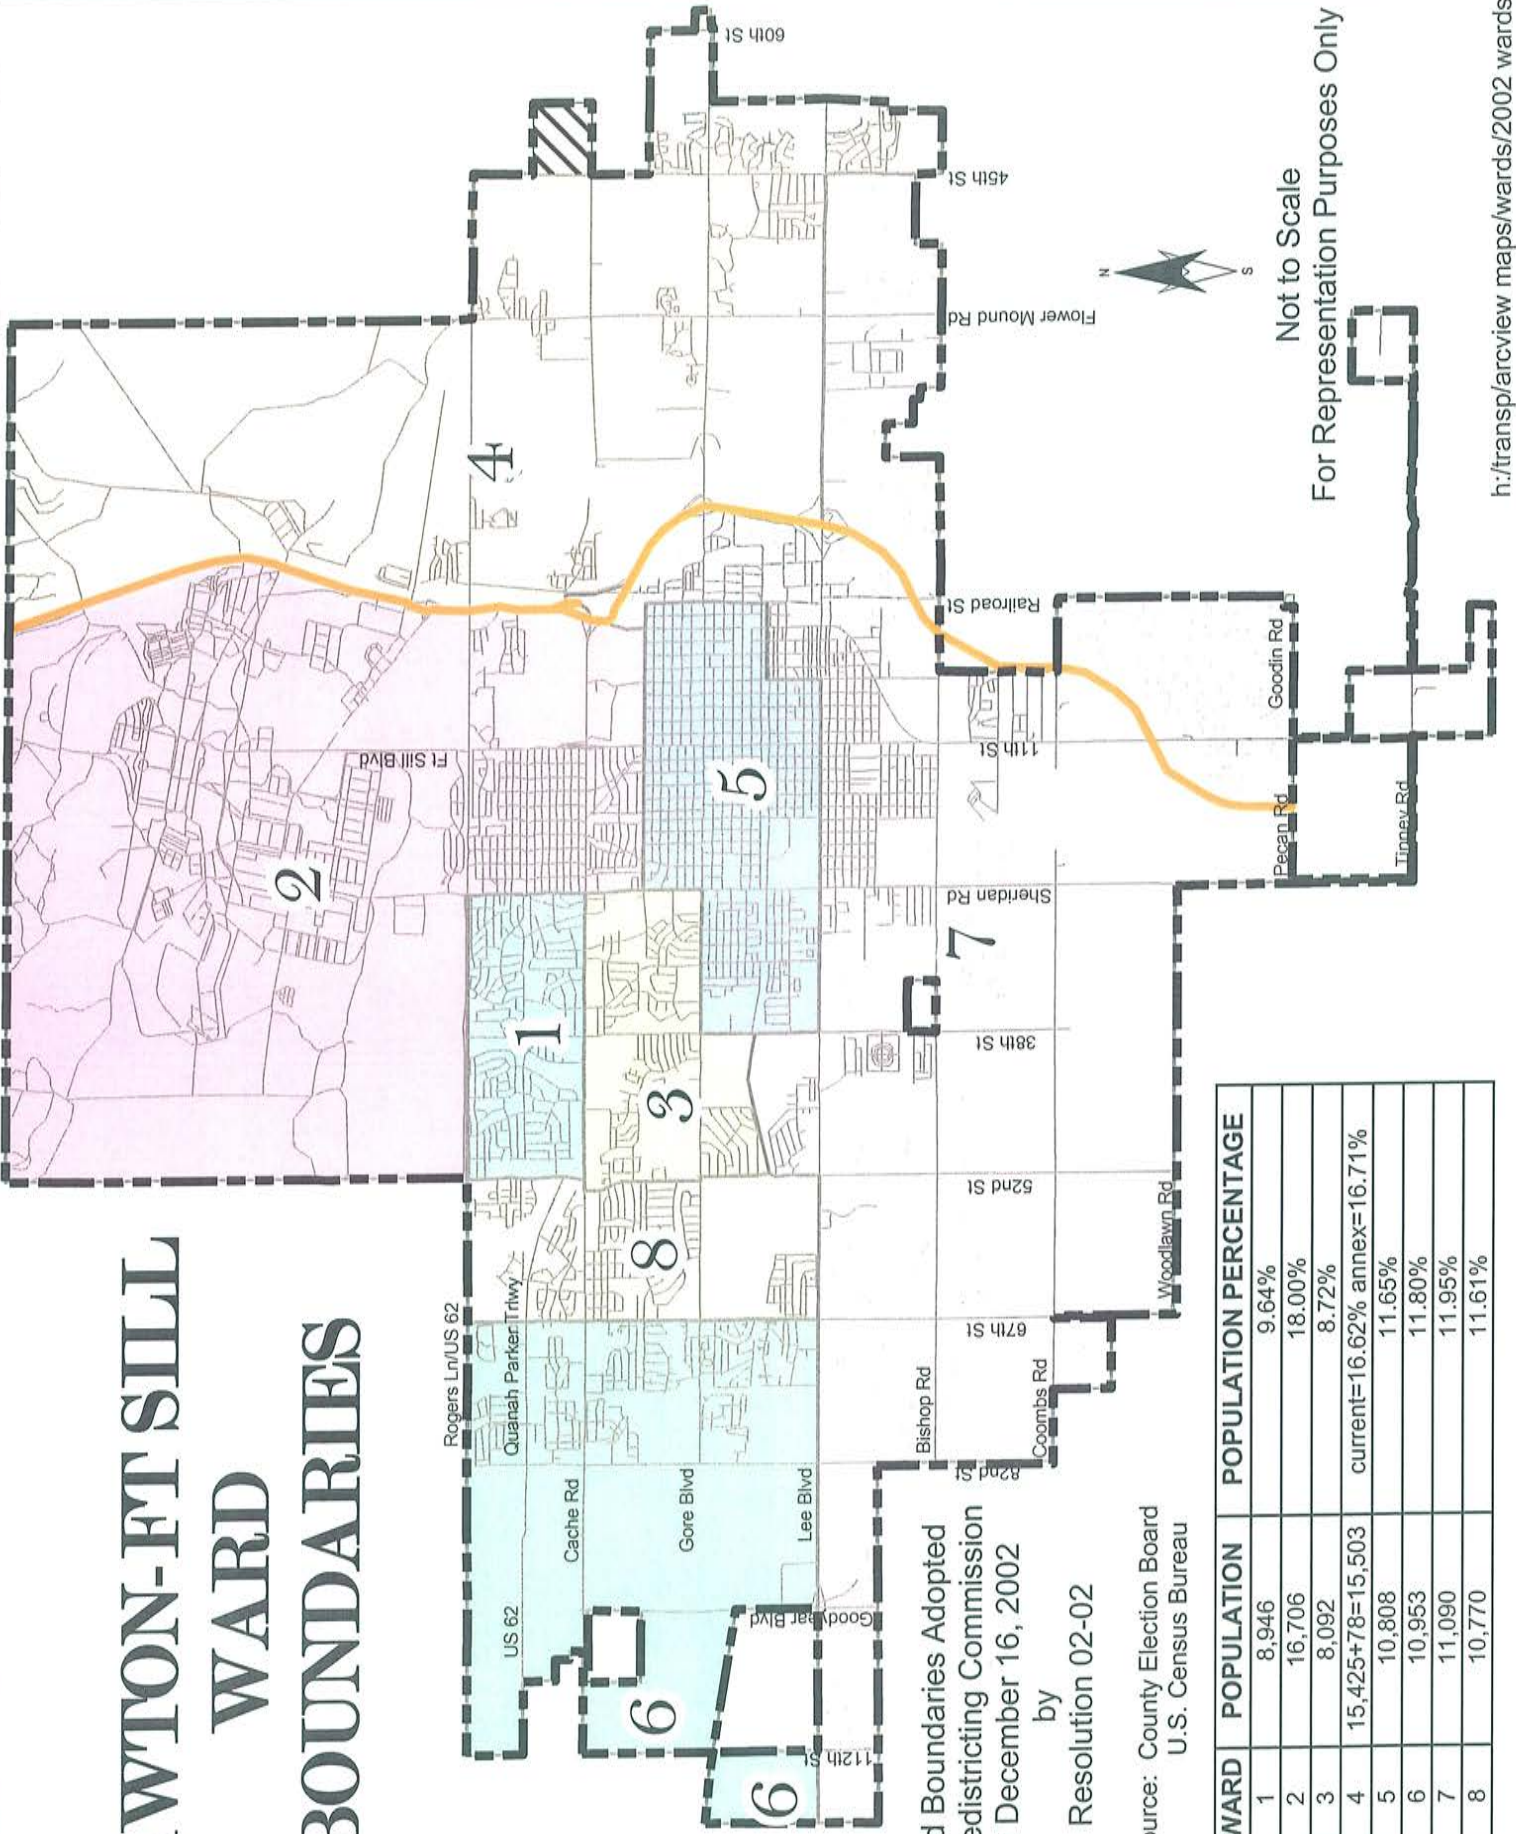 WTON-FT SILL
WARD
BOUNDARIES
Rogers Ln/US 62
Quanah Parker Trlwy
US 62
Cache Rd
Gore Blvd
Lee Blvd
Goodyear Blvd
112th St
82nd St
67th St
52nd St
38th St
Sheridan Rd
11th St
Railroad St
Ft Sill Blvd
Flower Mound Rd
45th St
60th St
Bishop Rd
Coombs Rd
Woodlawn Rd
Pecan Rd
Tinney Rd
Goodin Rd
1
2
3
4
5
6
6
7
8
N
S
Not to Scale
For Representation Purposes Only
d Boundaries Adopted
edistricting Commission
December 16, 2002
by
Resolution 02-02
ource: County Election Board
U.S. Census Bureau
WARD POPULATION POPULATION PERCENTAGE
1 8,946 9.64%
2 16,706 18.00%
3 8,092 8.72%
4 15,425+78=15,503 current=16.62% annex=16.71%
5 10,808 11.65%
6 10,953 11.80%
7 11,090 11.95%
8 10,770 11.61%
h:/transp/arcview maps/wards/2002 wards